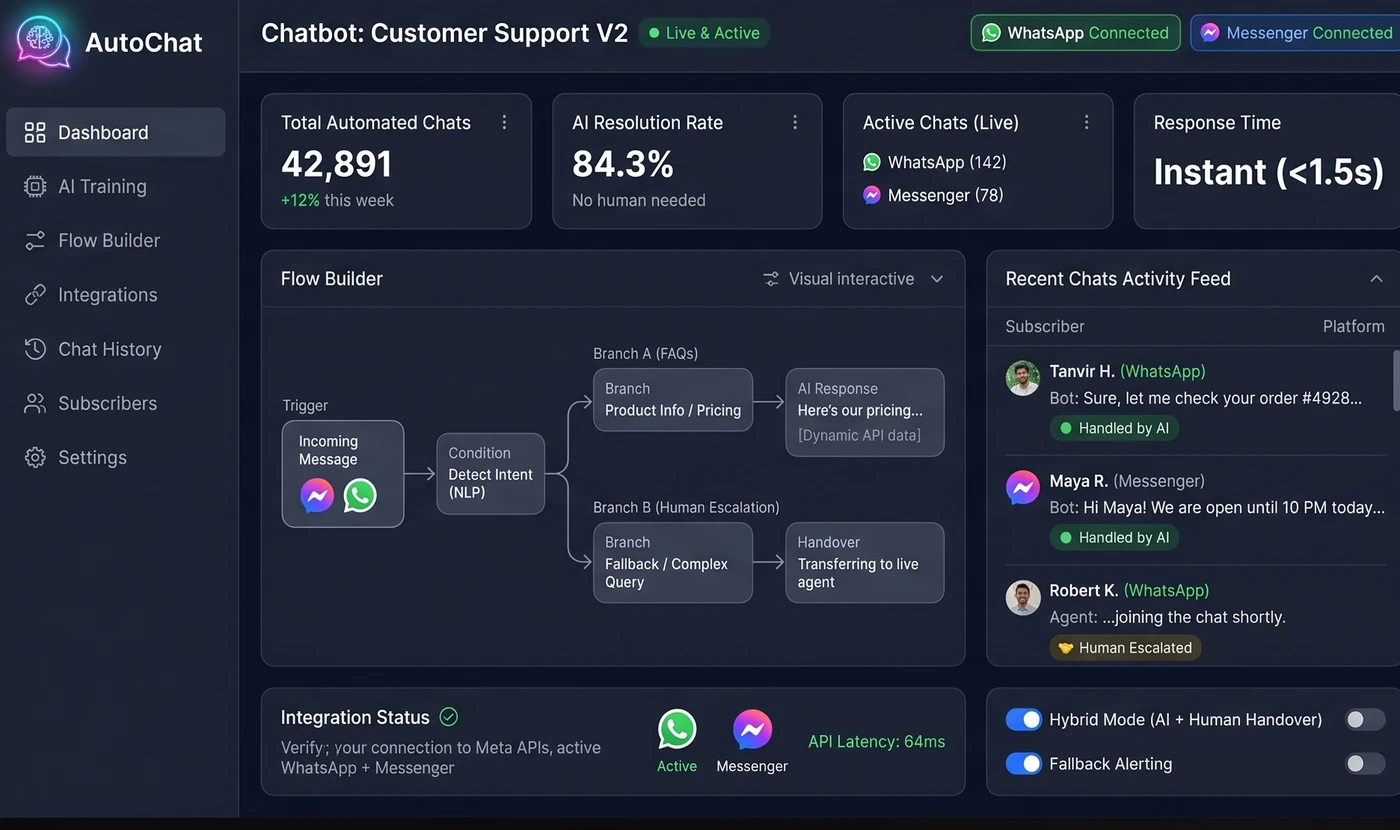 AutoChat
Dashboard
AI Training
Flow Builder
Integrations
Chat History
Subscribers
Settings
Chatbot: Customer Support V2
Live & Active
WhatsApp Connected
Messenger Connected
Total Automated Chats
42,891
+12% this week
AI Resolution Rate
84.3%
No human needed
Active Chats (Live)
WhatsApp (142)
Messenger (78)
Response Time
Instant (<1.5s)
Flow Builder
Visual interactive
Trigger
Incoming
Message
Condition
Detect Intent
(NLP)
Branch A (FAQs)
Branch
Product Info / Pricing
AI Response
Here's our pricing...
[Dynamic API data]
Branch B (Human Escalation)
Branch
Fallback / Complex
Query
Handover
Transferring to live
agent
Recent Chats Activity Feed
Subscriber Platform
Tanvir H. (WhatsApp)
Bot: Sure, let me check your order #4928...
Handled by AI
Maya R. (Messenger)
Bot: Hi Maya! We are open until 10 PM today...
Handled by AI
Robert K. (WhatsApp)
Agent: ...joining the chat shortly.
Human Escalated
Integration Status
Verify; your connection to Meta APIs, active
WhatsApp + Messenger
Active
Messenger
API Latency: 64ms
Hybrid Mode (AI + Human Handover)
Fallback Alerting